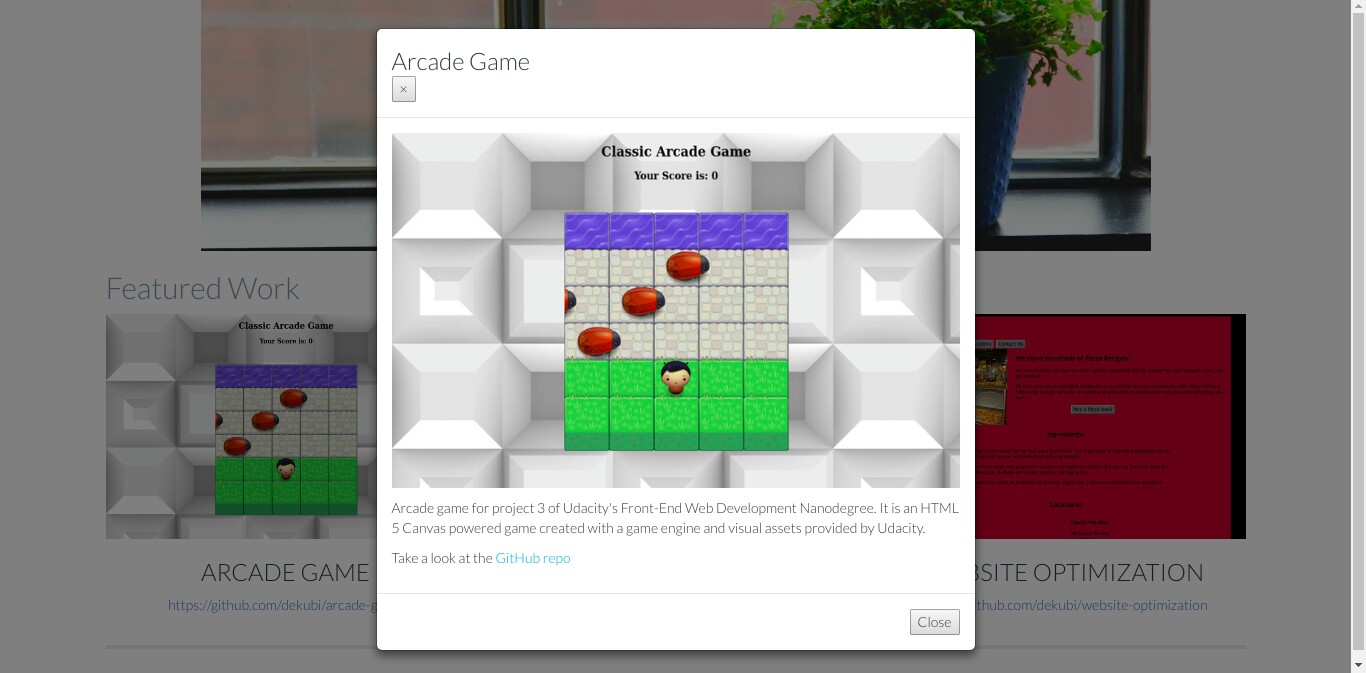 Arcade Game
×
Classic Arcade Game
Your Score is: 0
Arcade game for project 3 of Udacity's Front-End Web Development Nanodegree. It is an HTML
5 Canvas powered game created with a game engine and visual assets provided by Udacity.
Take a look at the GitHub repo
Close
Featured Work
Classic Arcade Game
Your Score is: 0
ARCADE GAME
https://github.com/dekubi/arcade-g
Contact Us
We Have Hundreds of Pizza Recipes!
Ingredients!
Locations!
BSITE OPTIMIZATION
thub.com/dekubi/website-optimization